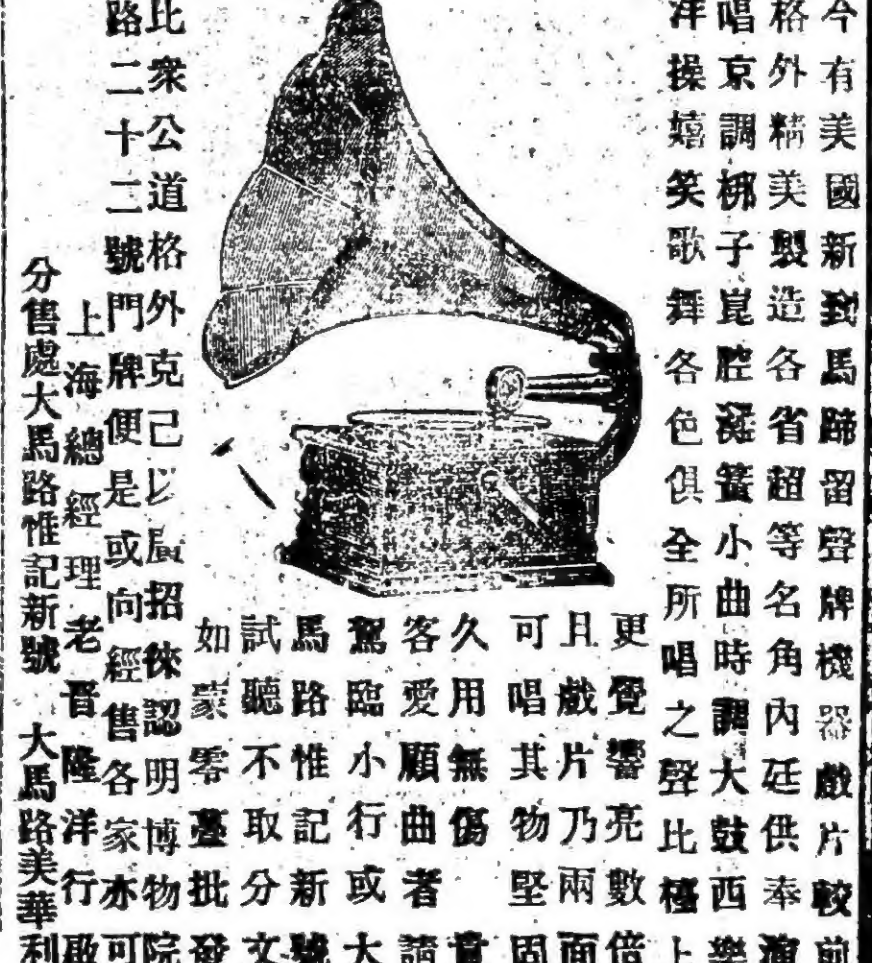 今有美國新到馬蹄留聲牌機器戲片較前
格外精美製造各省超等名角內廷供奉演
唱京調梆子崑腔灘簧小曲時調大鼓西樂
洋操嬉笑歌舞各色俱全所唱之聲比檯上
更覺響亮數倍
且戲片乃兩面
可唱其物堅固
久用無傷 貴
客愛顧曲者請
駕臨小行或大
馬路惟記新號
試聽不取分文
如蒙零躉批發
比衆公道格外克己以廣招徠認明博物院
路二十二號門牌便是或向經售各家亦可
上海總經理老晋隆洋行啟
分售處大馬路惟記新號 大馬路美華利